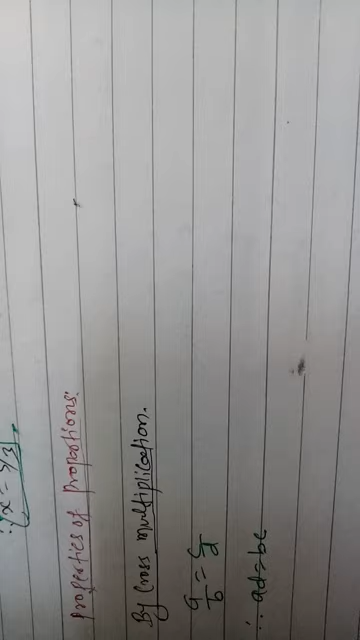 ∴ x = 4/3
Properties of proportions:
By Cross multiplication.
a/b = c/d
∴ ad = bc